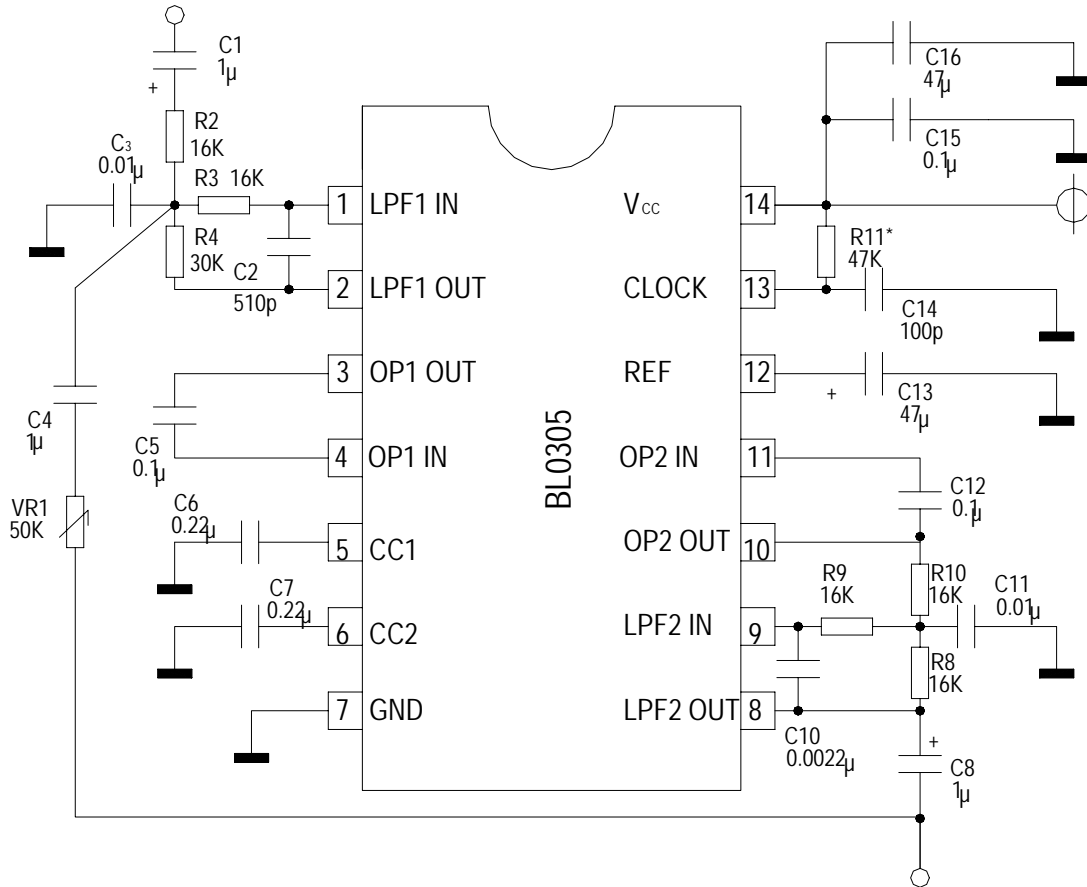 C1
1µ
+
R2
16K
C3
0.01µ
R3 16K
R4
30K
C2
510p
C4
1µ
VR1
50K
C5
0.1µ
C6
0.22µ
C7
0.22µ
1 LPF1 IN
2 LPF1 OUT
3 OP1 OUT
4 OP1 IN
5 CC1
6 CC2
7 GND
BL0305
Vcc 14
CLOCK 13
REF 12
OP2 IN 11
OP2 OUT 10
LPF2 IN 9
LPF2 OUT 8
C16
47µ
C15
0.1µ
R11*
47K
C14
100p
+
C13
47µ
C12
0.1µ
R9
16K
R10
16K
C11
0.01µ
R8
16K
C10
0.0022µ
+
C8
1µ